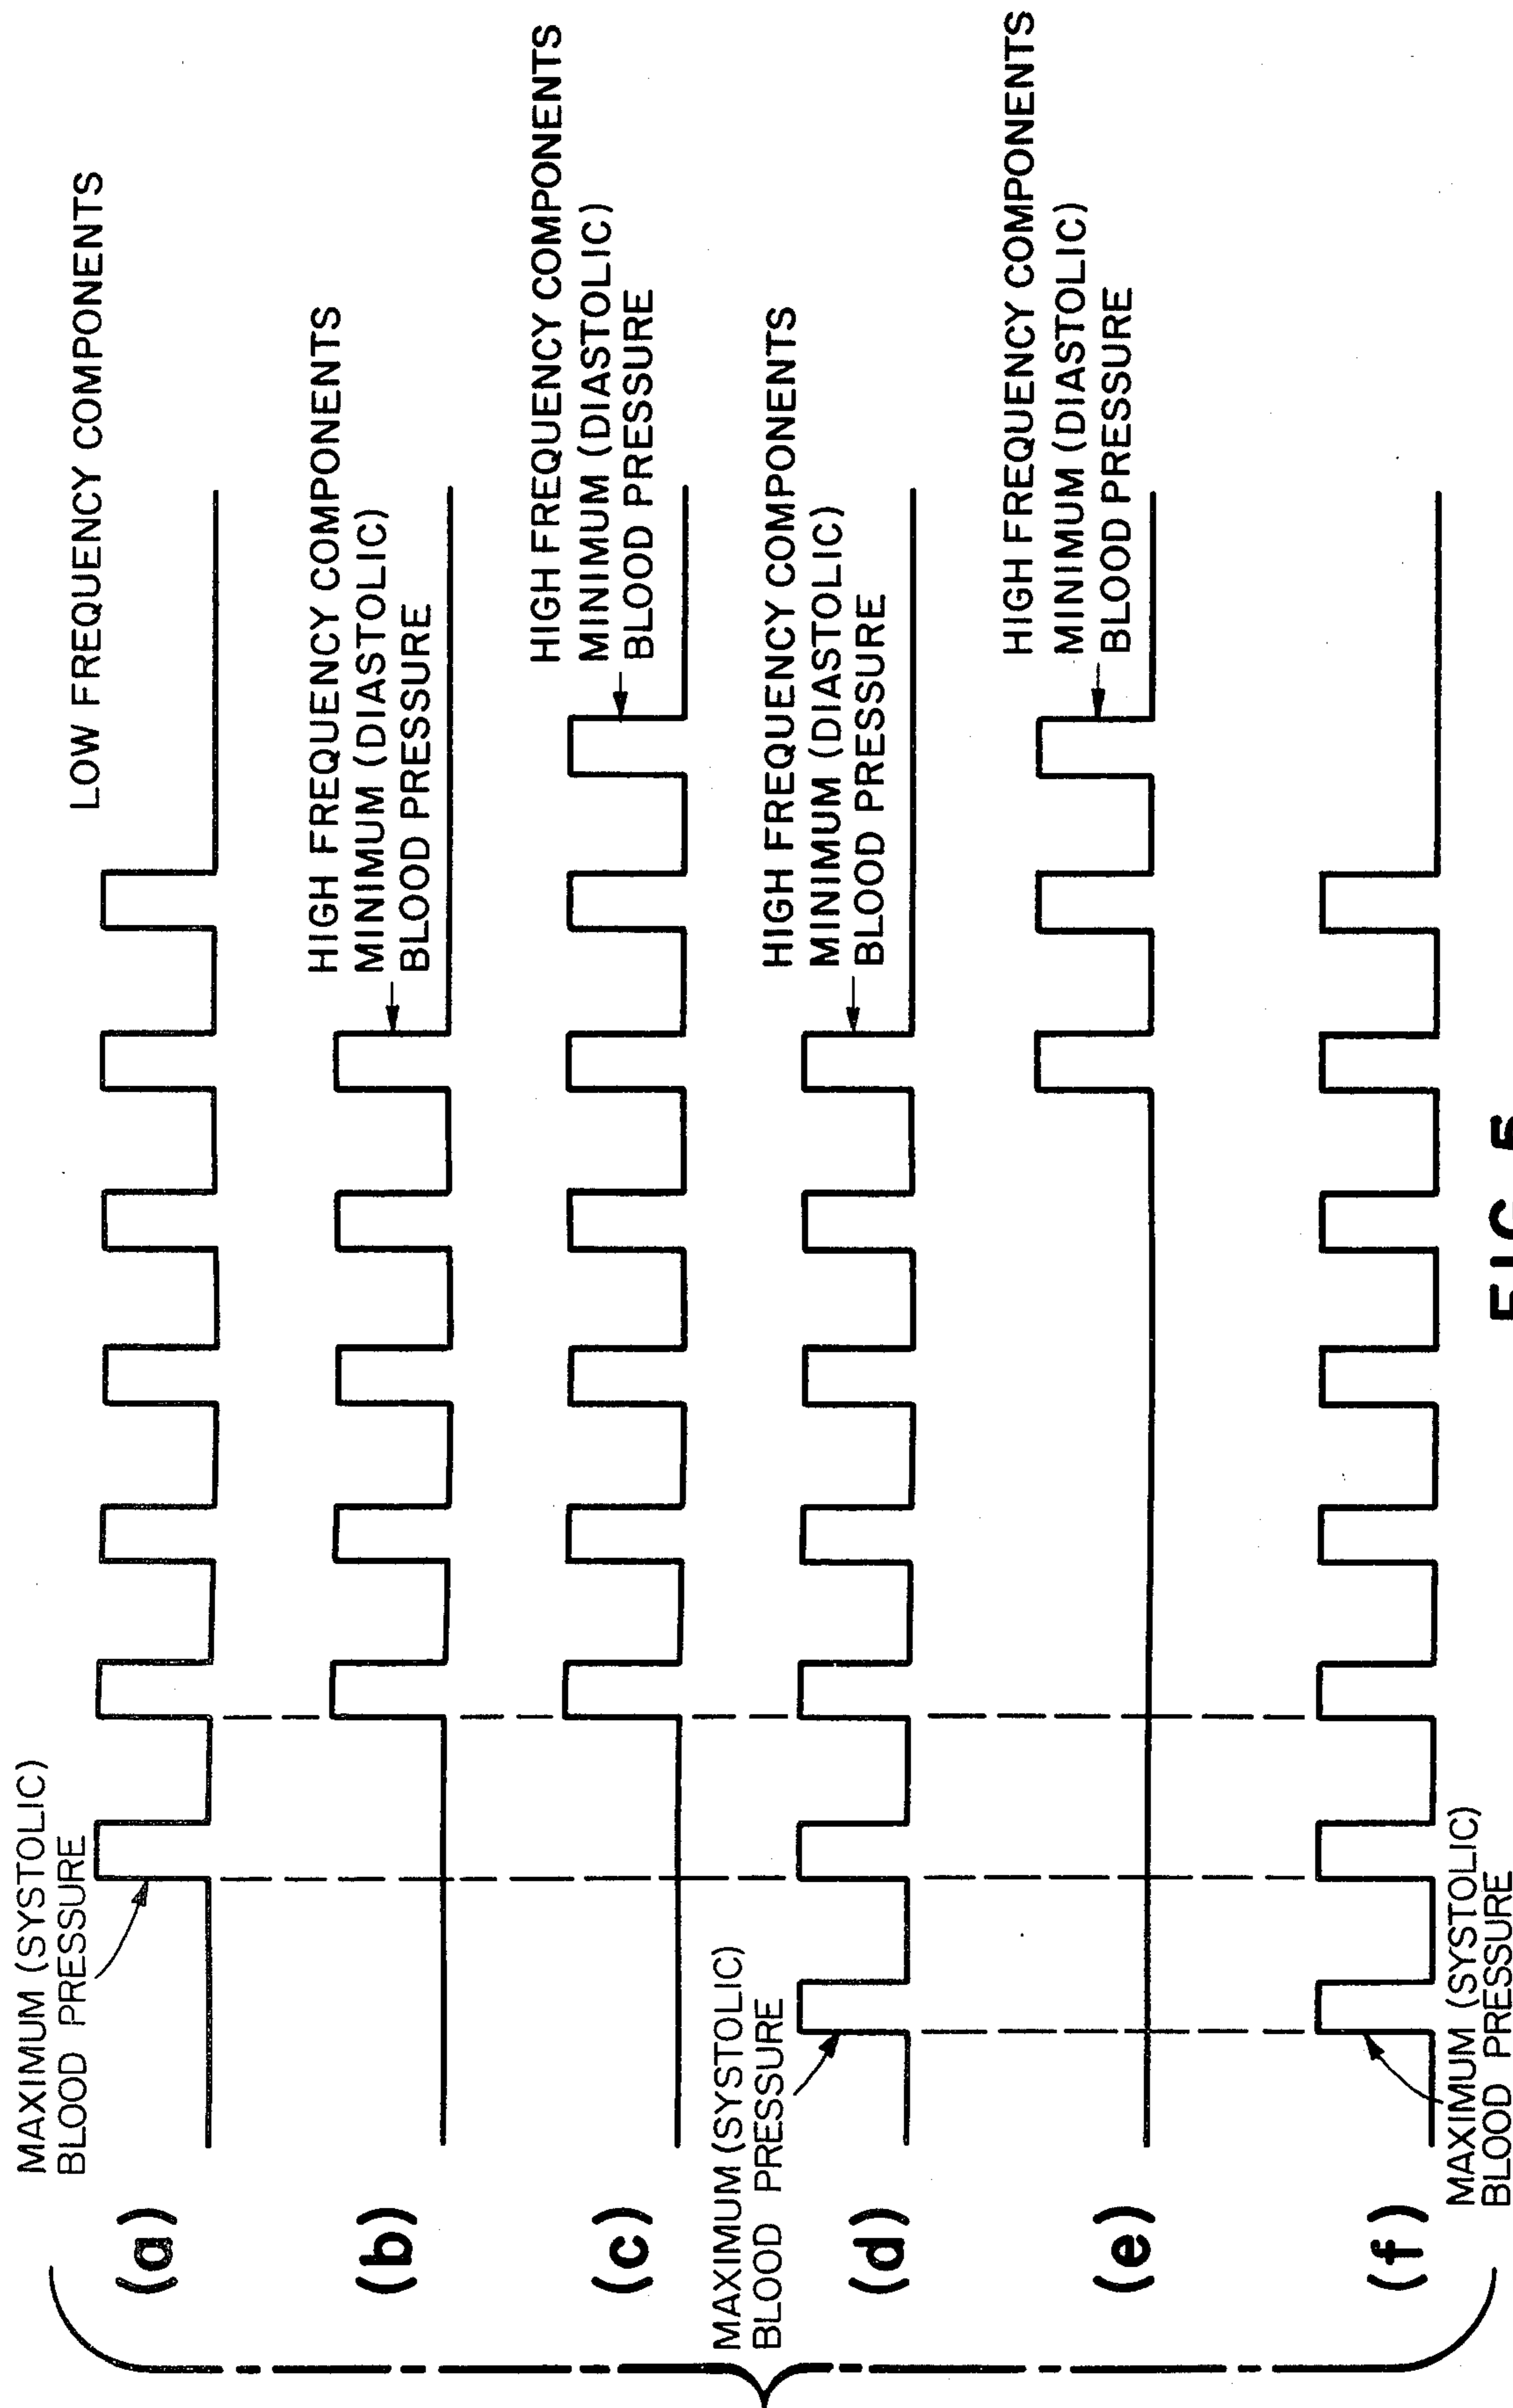 MAXIMUM (SYSTOLIC)
BLOOD PRESSURE
LOW FREQUENCY COMPONENTS
(a)
HIGH FREQUENCY COMPONENTS
MINIMUM (DIASTOLIC)
BLOOD PRESSURE
(b)
HIGH FREQUENCY COMPONENTS
MINIMUM (DIASTOLIC)
BLOOD PRESSURE
(c)
MAXIMUM (SYSTOLIC)
BLOOD PRESSURE
HIGH FREQUENCY COMPONENTS
MINIMUM (DIASTOLIC)
BLOOD PRESSURE
(d)
HIGH FREQUENCY COMPONENTS
MINIMUM (DIASTOLIC)
BLOOD PRESSURE
(e)
(f)
MAXIMUM (SYSTOLIC)
BLOOD PRESSURE
FIG. 5